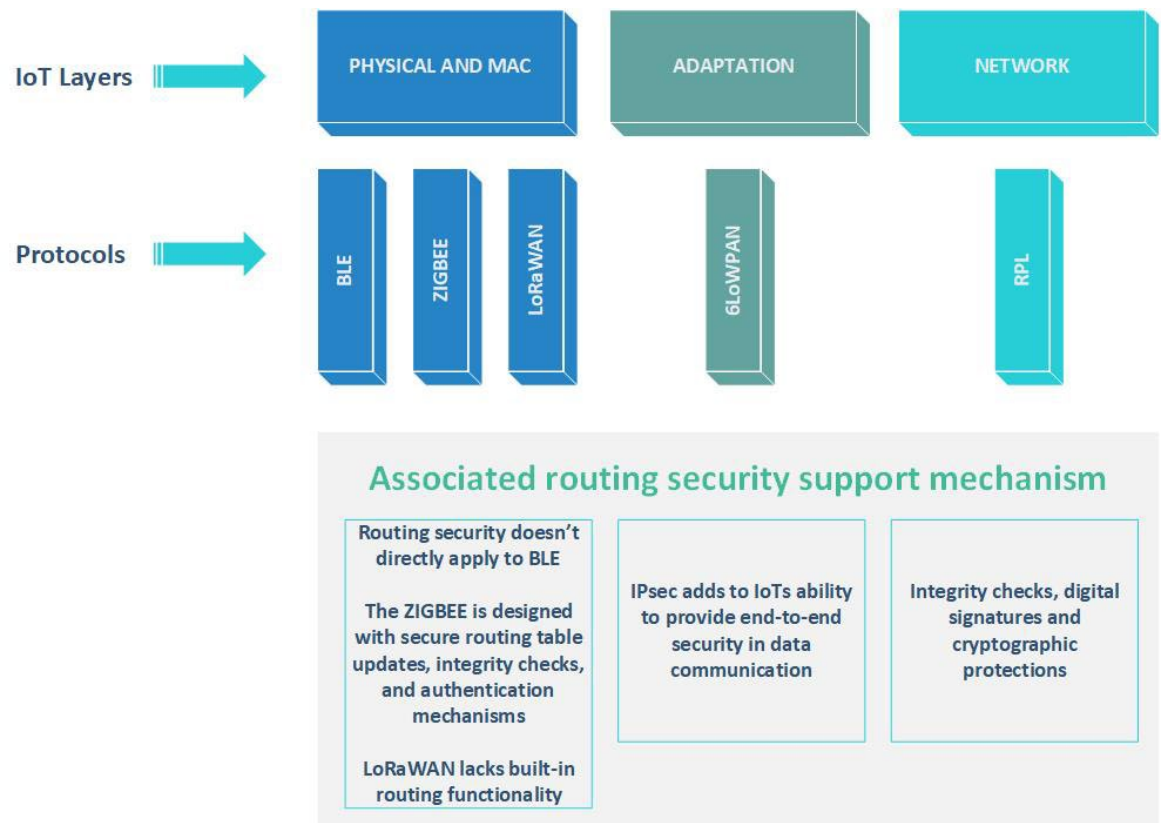 IoT Layers
PHYSICAL AND MAC
ADAPTATION
NETWORK
Protocols
BLE
ZIGBEE
LoRaWAN
6LoWPAN
RPL
Associated routing security support mechanism
Routing security doesn’t
directly apply to BLE
The ZIGBEE is designed
with secure routing table
updates, integrity checks,
and authentication
mechanisms
LoRaWAN lacks built-in
routing functionality
IPsec adds to IoTs ability
to provide end-to-end
security in data
communication
Integrity checks, digital
signatures and
cryptographic
protections